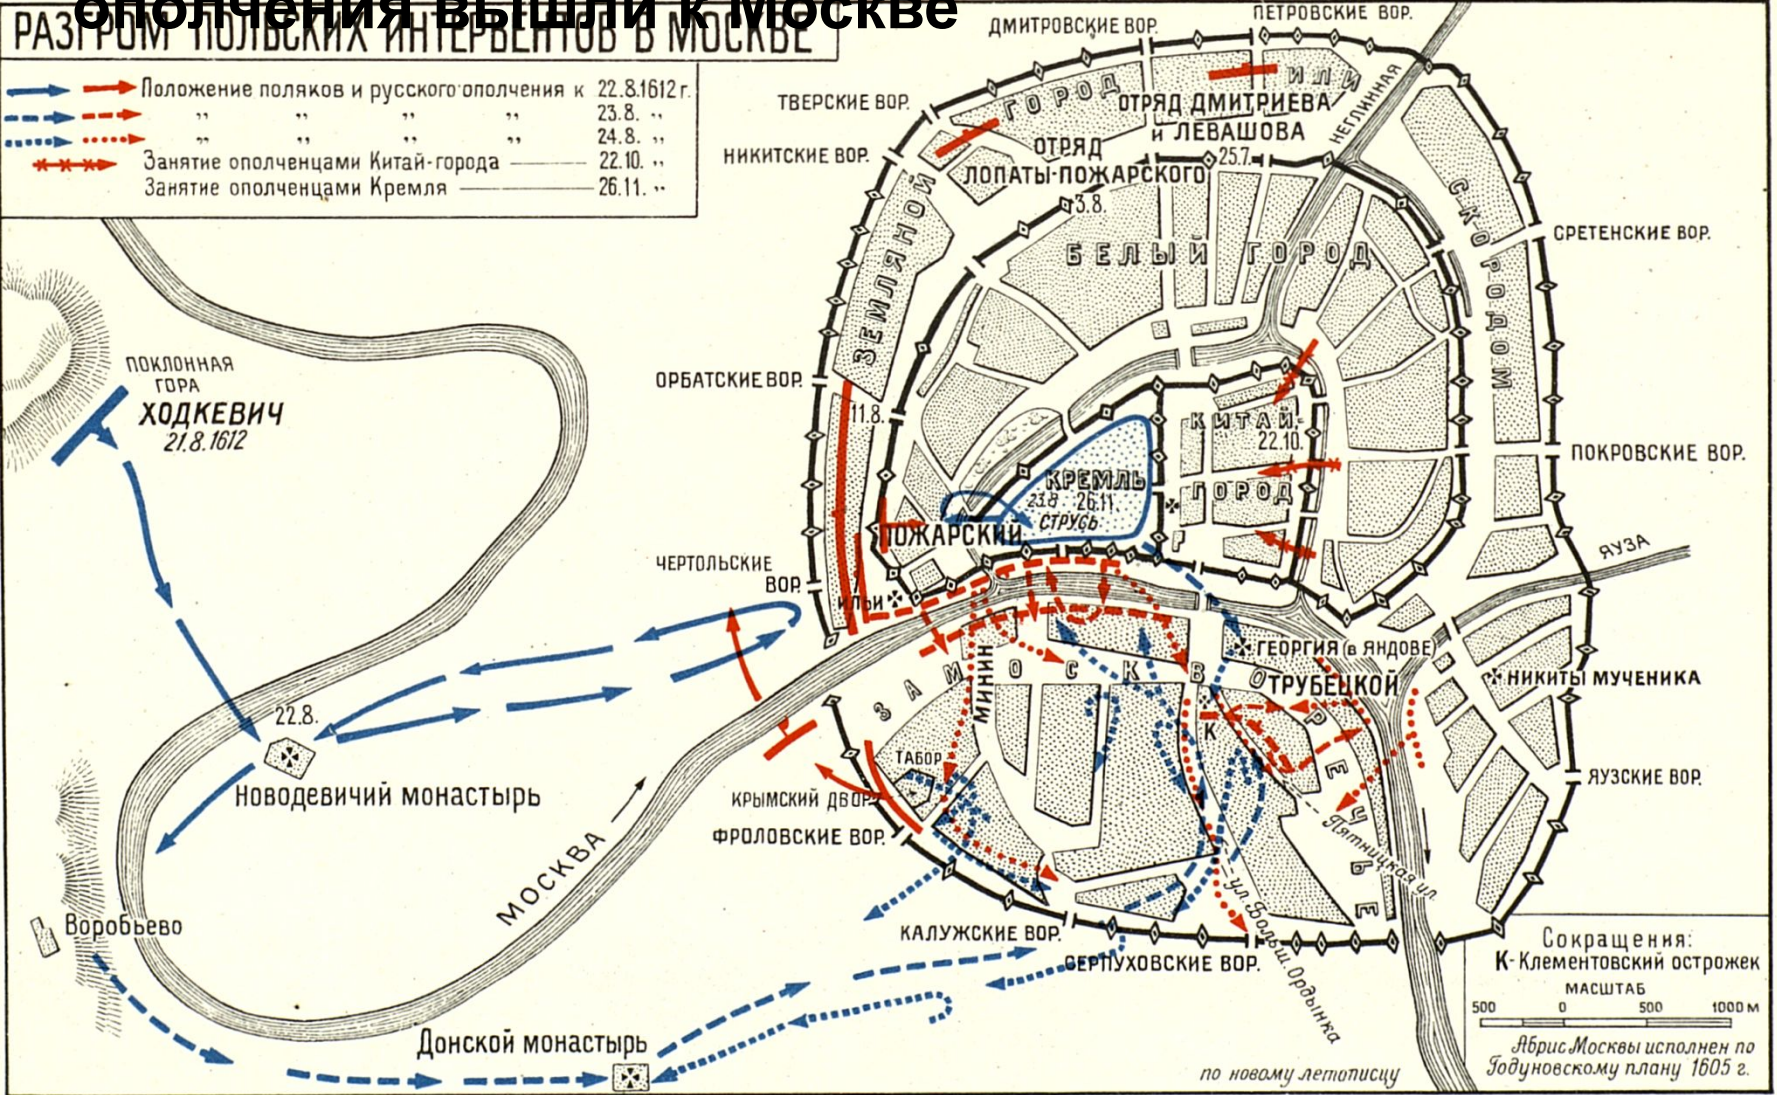 ополчения вышли к Москве
РАЗГРОМ ПОЛЬСКИХ ИНТЕРВЕНТОВ В МОСКВЕ
Положение поляков и русского ополчения к 22.8.1612 г.
„ „ „ „ 23.8. „
„ „ „ „ 24.8. „
Занятие ополченцами Китай-города 22.10. „
Занятие ополченцами Кремля 26.11. „
ДМИТРОВСКИЕ ВОР.
ПЕТРОВСКИЕ ВОР.
ТВЕРСКИЕ ВОР.
НИКИТСКИЕ ВОР.
ЗЕМЛЯНОЙ ГОРОД ИЛИ СКОРОДОМ
ОТРЯД ДМИТРИЕВА
и ЛЕВАШОВА
25.7.
ОТРЯД
ЛОПАТЫ-ПОЖАРСКОГО
3.8.
НЕГЛИННАЯ
СРЕТЕНСКИЕ ВОР.
БЕЛЫЙ ГОРОД
ПОКЛОННАЯ
ГОРА
ХОДКЕВИЧ
21.8.1612
ОРБАТСКИЕ ВОР.
11.8.
КИТАЙ-
22.10.
ГОРОД
ПОКРОВСКИЕ ВОР.
КРЕМЛЬ
23.8 26.11.
СТРУСЬ
ПОЖАРСКИЙ
ЧЕРТОЛЬСКИЕ
ВОР.
ИЛЬИ
ЯУЗА
ГЕОРГИЯ (в ЯНДОВЕ)
НИКИТЫ МУЧЕНИКА
ТРУБЕЦКОЙ
ЗАМОСКВОРЕЧЬЕ
МИНИН
К
22.8.
Новодевичий монастырь
ТАБОР
КРЫМСКИЙ ДВОР
ФРОЛОВСКИЕ ВОР.
ЯУЗСКИЕ ВОР.
МОСКВА
Пятницкая ул.
ул. Больш. Ордынка
Воробьево
КАЛУЖСКИЕ ВОР.
СЕРПУХОВСКИЕ ВОР.
Донской монастырь
по новому летописцу
Сокращения:
К-Клементовский острожек
МАСШТАБ
500 0 500 1000 м
Абрис Москвы исполнен по
Годуновскому плану 1605 г.